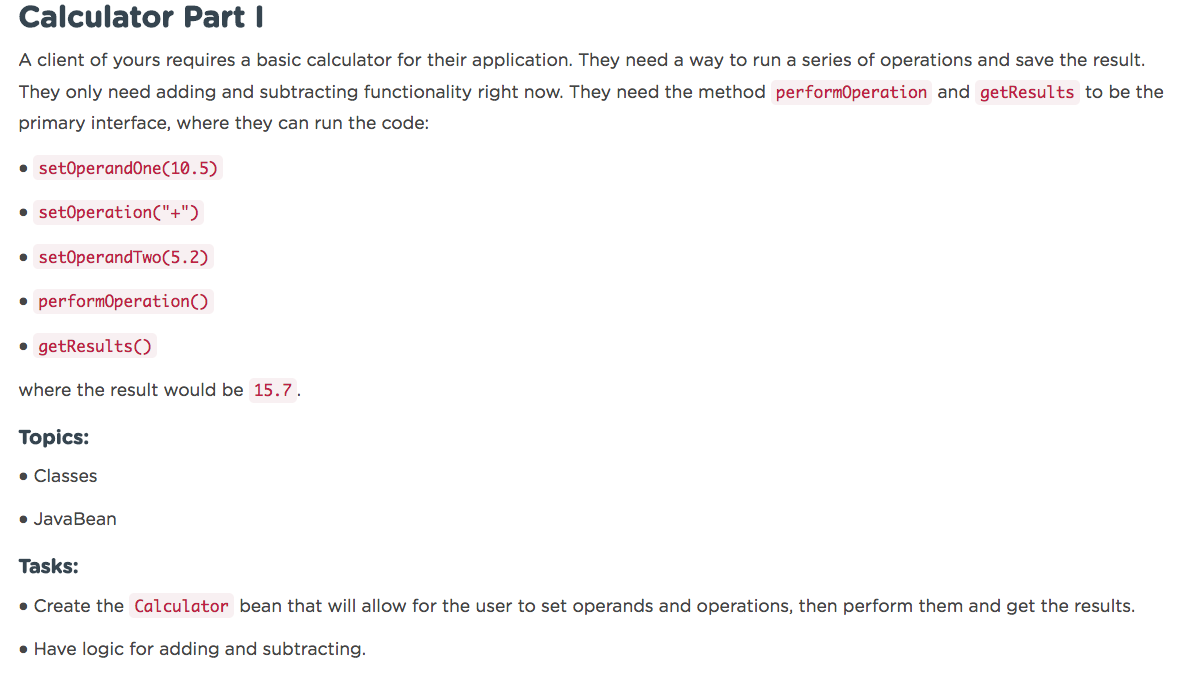 Calculator Part I
A client of yours requires a basic calculator for their application. They need a way to run a series of operations and save the result.
They only need adding and subtracting functionality right now. They need the method performOperation and getResults to be the
primary interface, where they can run the code:
• setOperandOne(10.5)
• setOperation("+")
• setOperandTwo(5.2)
• performOperation()
• getResults()
where the result would be 15.7.
Topics:
• Classes
• JavaBean
Tasks:
• Create the Calculator bean that will allow for the user to set operands and operations, then perform them and get the results.
• Have logic for adding and subtracting.